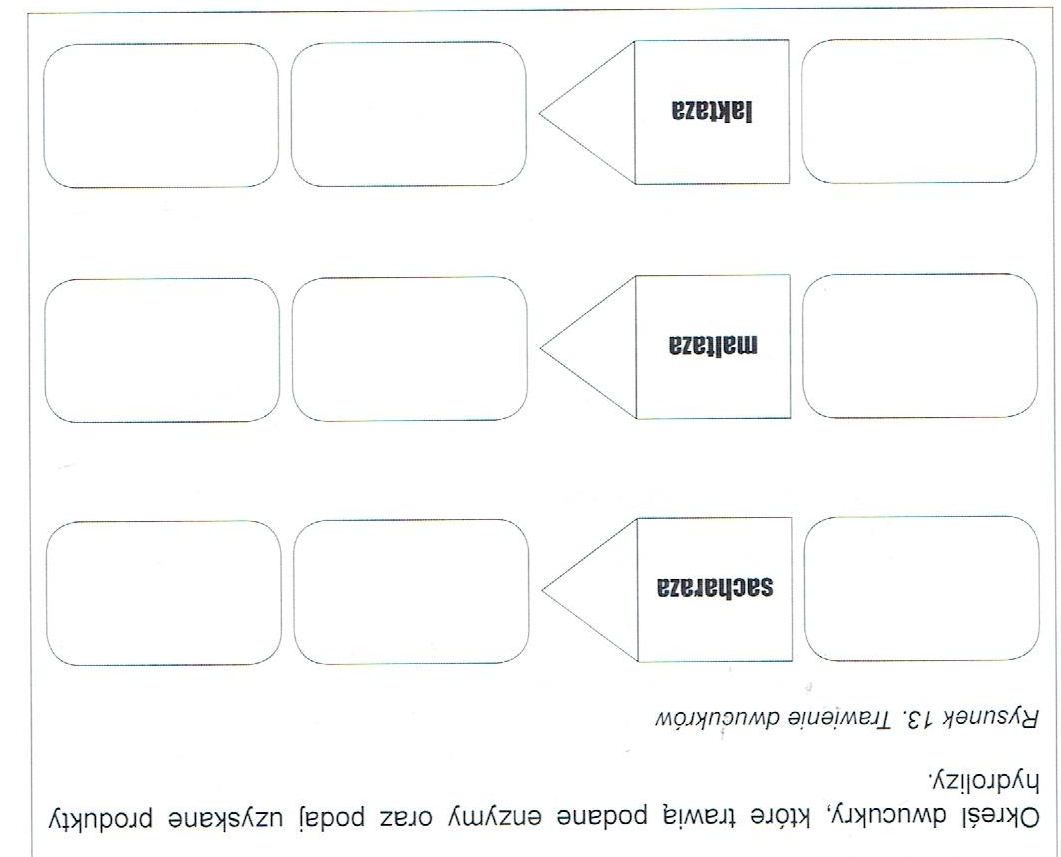 Określ dwucukry, które trawią podane enzymy oraz podaj uzyskane produkty
hydrolizy.
Rysunek 13. Trawienie dwucukrów
sacharaza
maltaza
laktaza